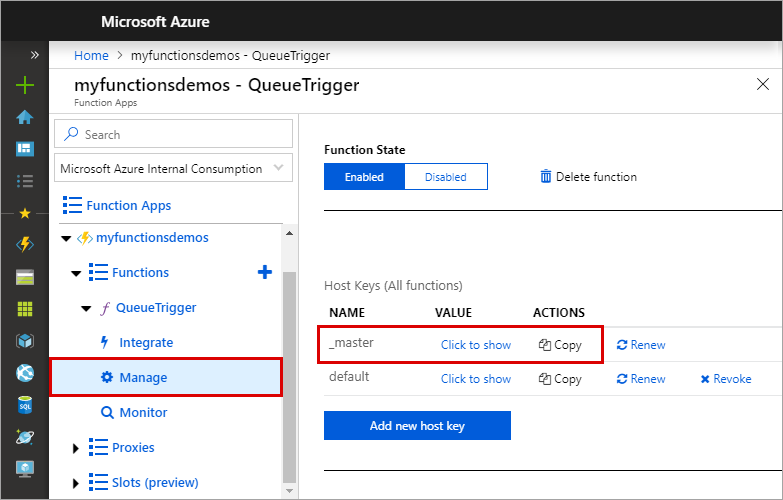 Microsoft Azure
»
Home > myfunctionsdemos - QueueTrigger
myfunctionsdemos - QueueTrigger
Function Apps
Search
Microsoft Azure Internal Consumption
Function Apps
myfunctionsdemos
Functions
QueueTrigger
Integrate
Manage
Monitor
Proxies
Slots (preview)
SQL
Function State
Enabled Disabled Delete function
Host Keys (All functions)
NAME VALUE ACTIONS
_master Click to show Copy Renew
default Click to show Copy Renew Revoke
Add new host key